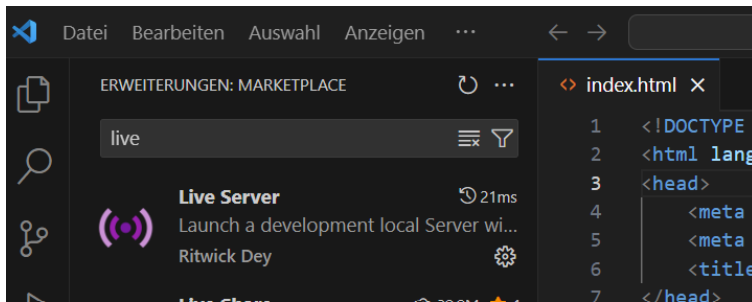 Datei Bearbeiten Auswahl Anzeigen ···
ERWEITERUNGEN: MARKETPLACE
live
Live Server 21ms
Launch a development local Server wi...
Ritwick Dey
index.html
1 <!DOCTYPE
2 <html lang
3 <head>
4 <meta
5 <meta
6 <title
7 </head>